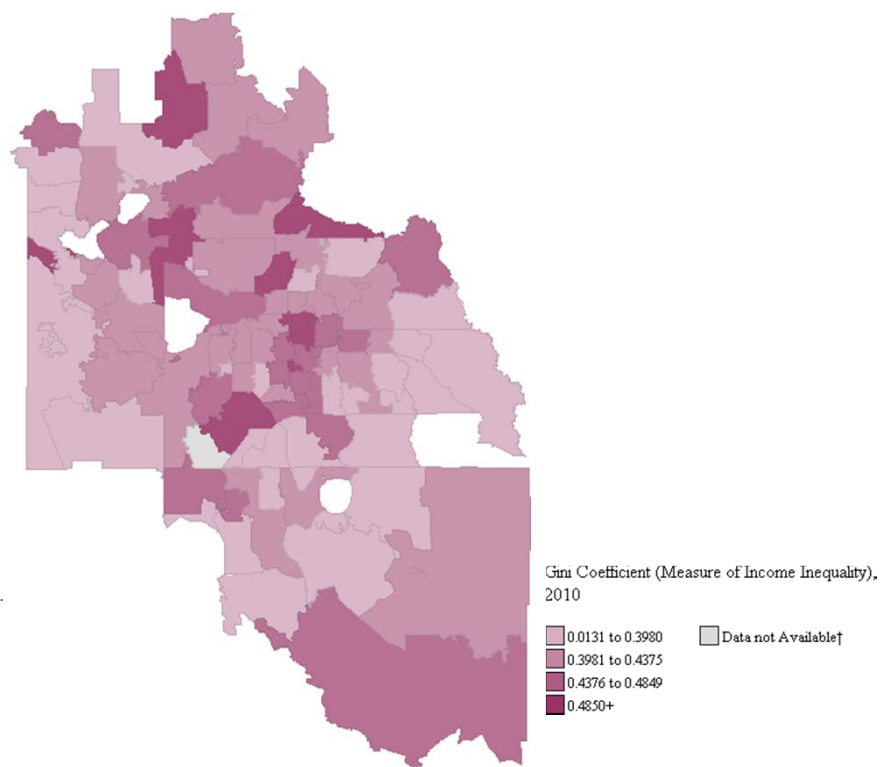 Gini Coefficient (Measure of Income Inequality),
2010
0.0131 to 0.3980
Data not Available†
0.3981 to 0.4375
0.4376 to 0.4849
0.4850+